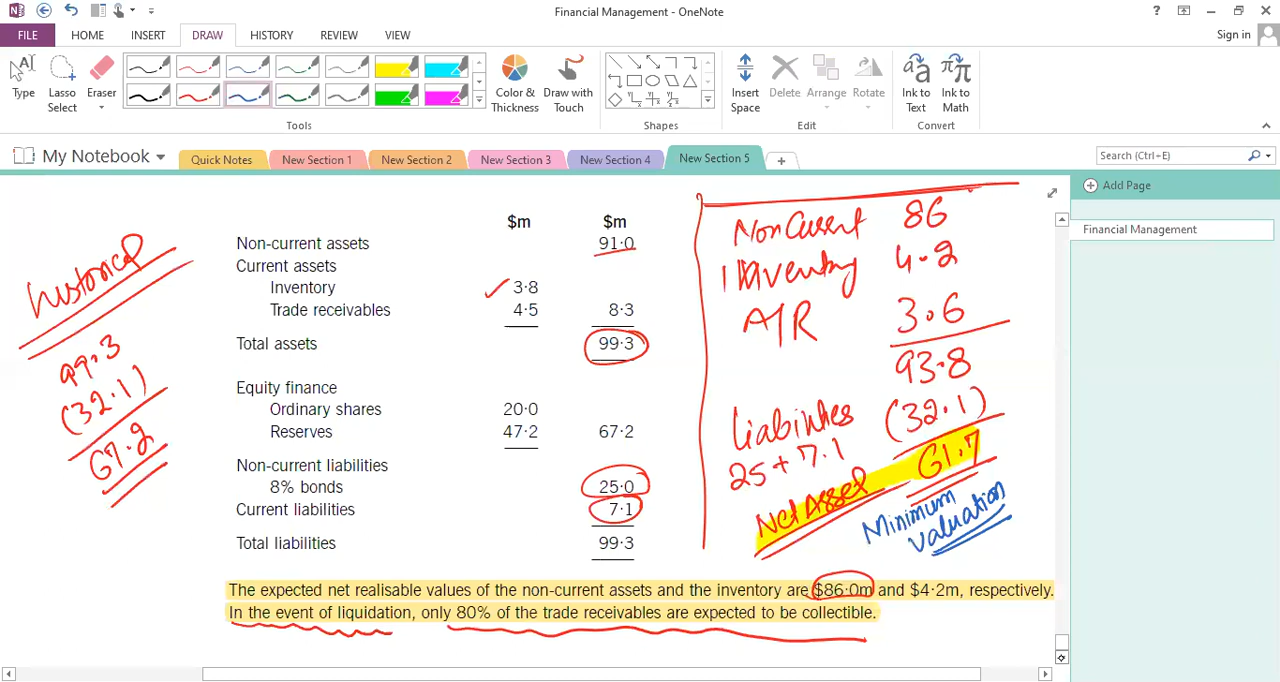 Financial Management - OneNote
Sign in
FILE HOME INSERT DRAW HISTORY REVIEW VIEW
Type
Lasso Select
Eraser
Color & Thickness
Draw with Touch
Insert Space
Delete
Arrange
Rotate
Ink to Text
Ink to Math
Tools
Shapes
Edit
Convert
My Notebook
Quick Notes
New Section 1
New Section 2
New Section 3
New Section 4
New Section 5
Search (Ctrl+E)
Add Page
Financial Management
$m $m
Non-current assets 91·0
Current assets
Inventory 3·8
Trade receivables 4·5 8·3
Total assets 99·3
Equity finance
Ordinary shares 20·0
Reserves 47·2 67·2
Non-current liabilities
8% bonds 25·0
Current liabilities 7·1
Total liabilities 99·3
The expected net realisable values of the non-current assets and the inventory are $86·0m and $4·2m, respectively.
In the event of liquidation, only 80% of the trade receivables are expected to be collectible.
historical
99.3
(32.1)
67.2
Non Current 86
Inventory 4.2
A/R 3.6
93.8
Liabilities (32.1)
25 + 7.1
Net Asset 61.7
Minimum
valuation